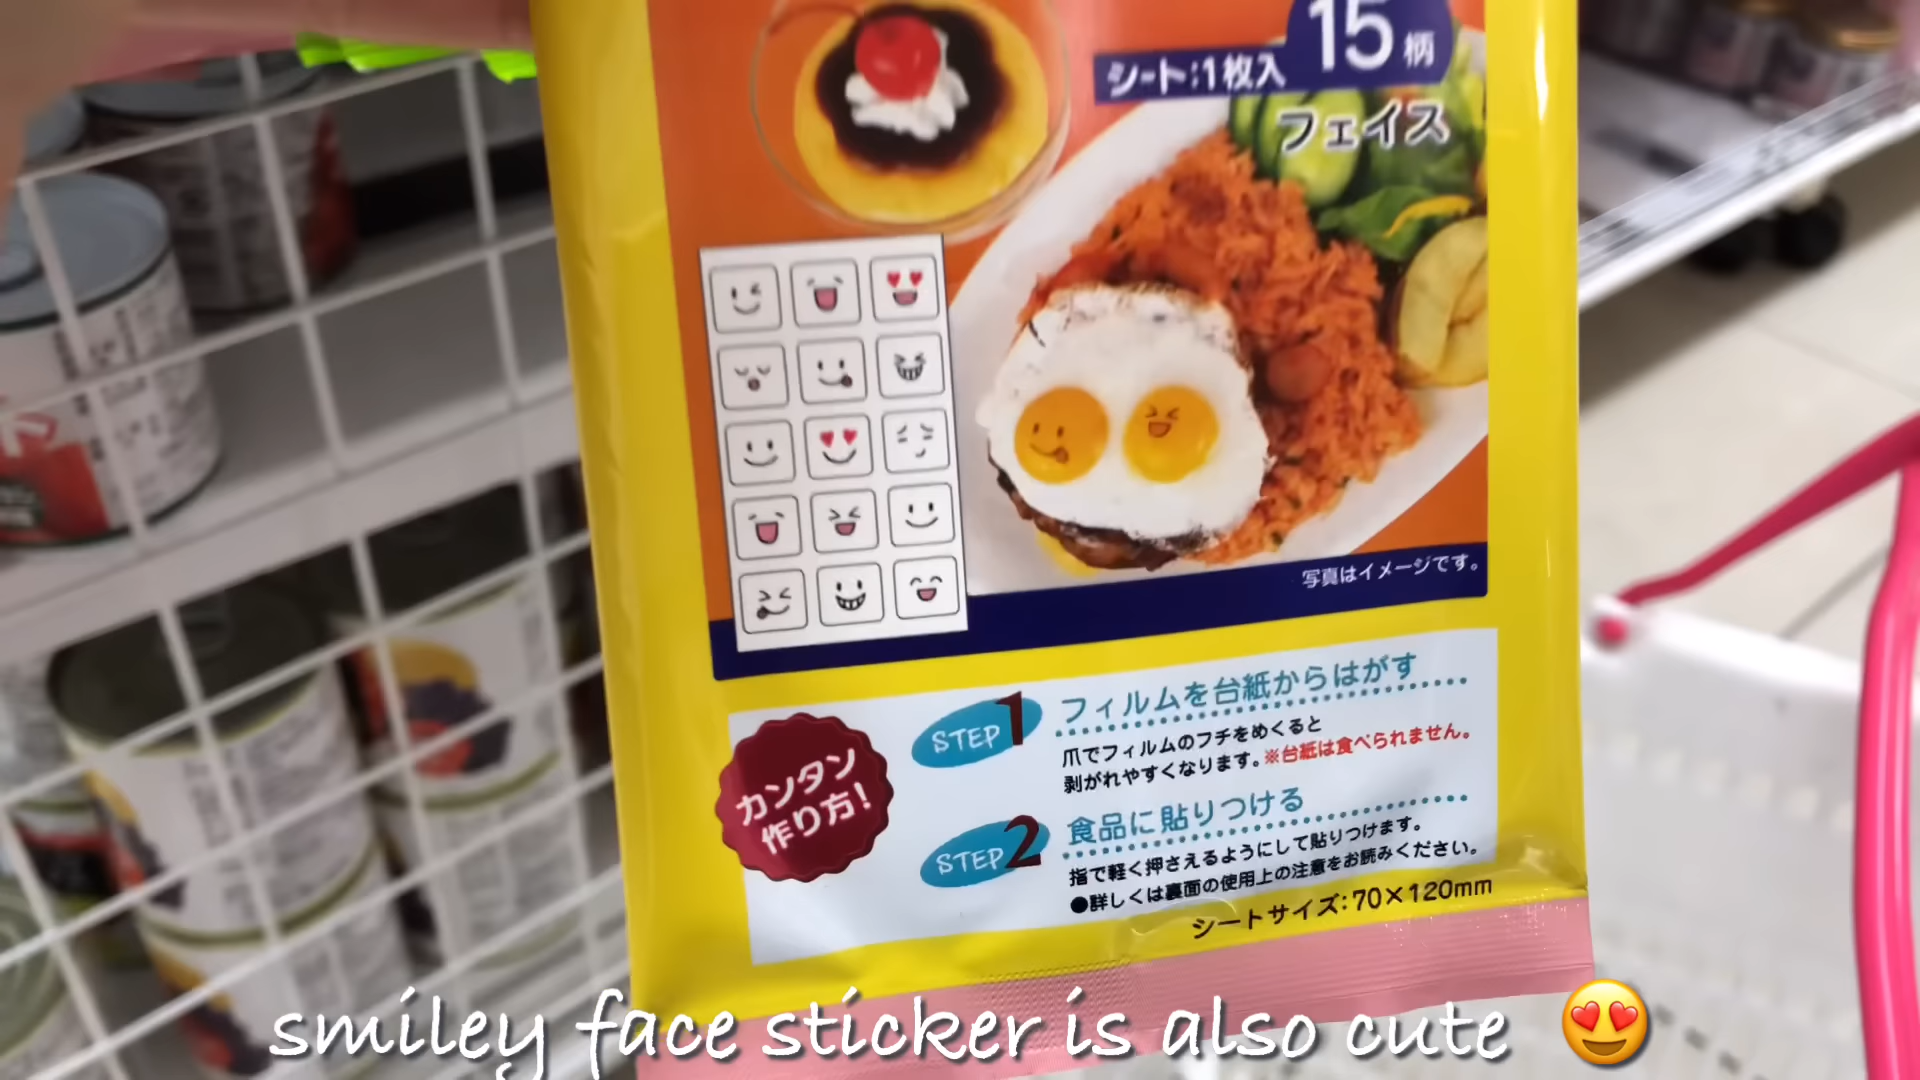 15柄
シート:1枚入
フェイス
写真はイメージです。
カンタン
作り方!
STEP1
フィルムを台紙からはがす
爪でフィルムのフチをめくると
剥がれやすくなります。※台紙は食べられません。
STEP2
食品に貼りつける
指で軽く押さえるようにして貼りつけます。
●詳しくは裏面の使用上の注意をお読みください。
シートサイズ:70×120mm
smiley face sticker is also cute 😍